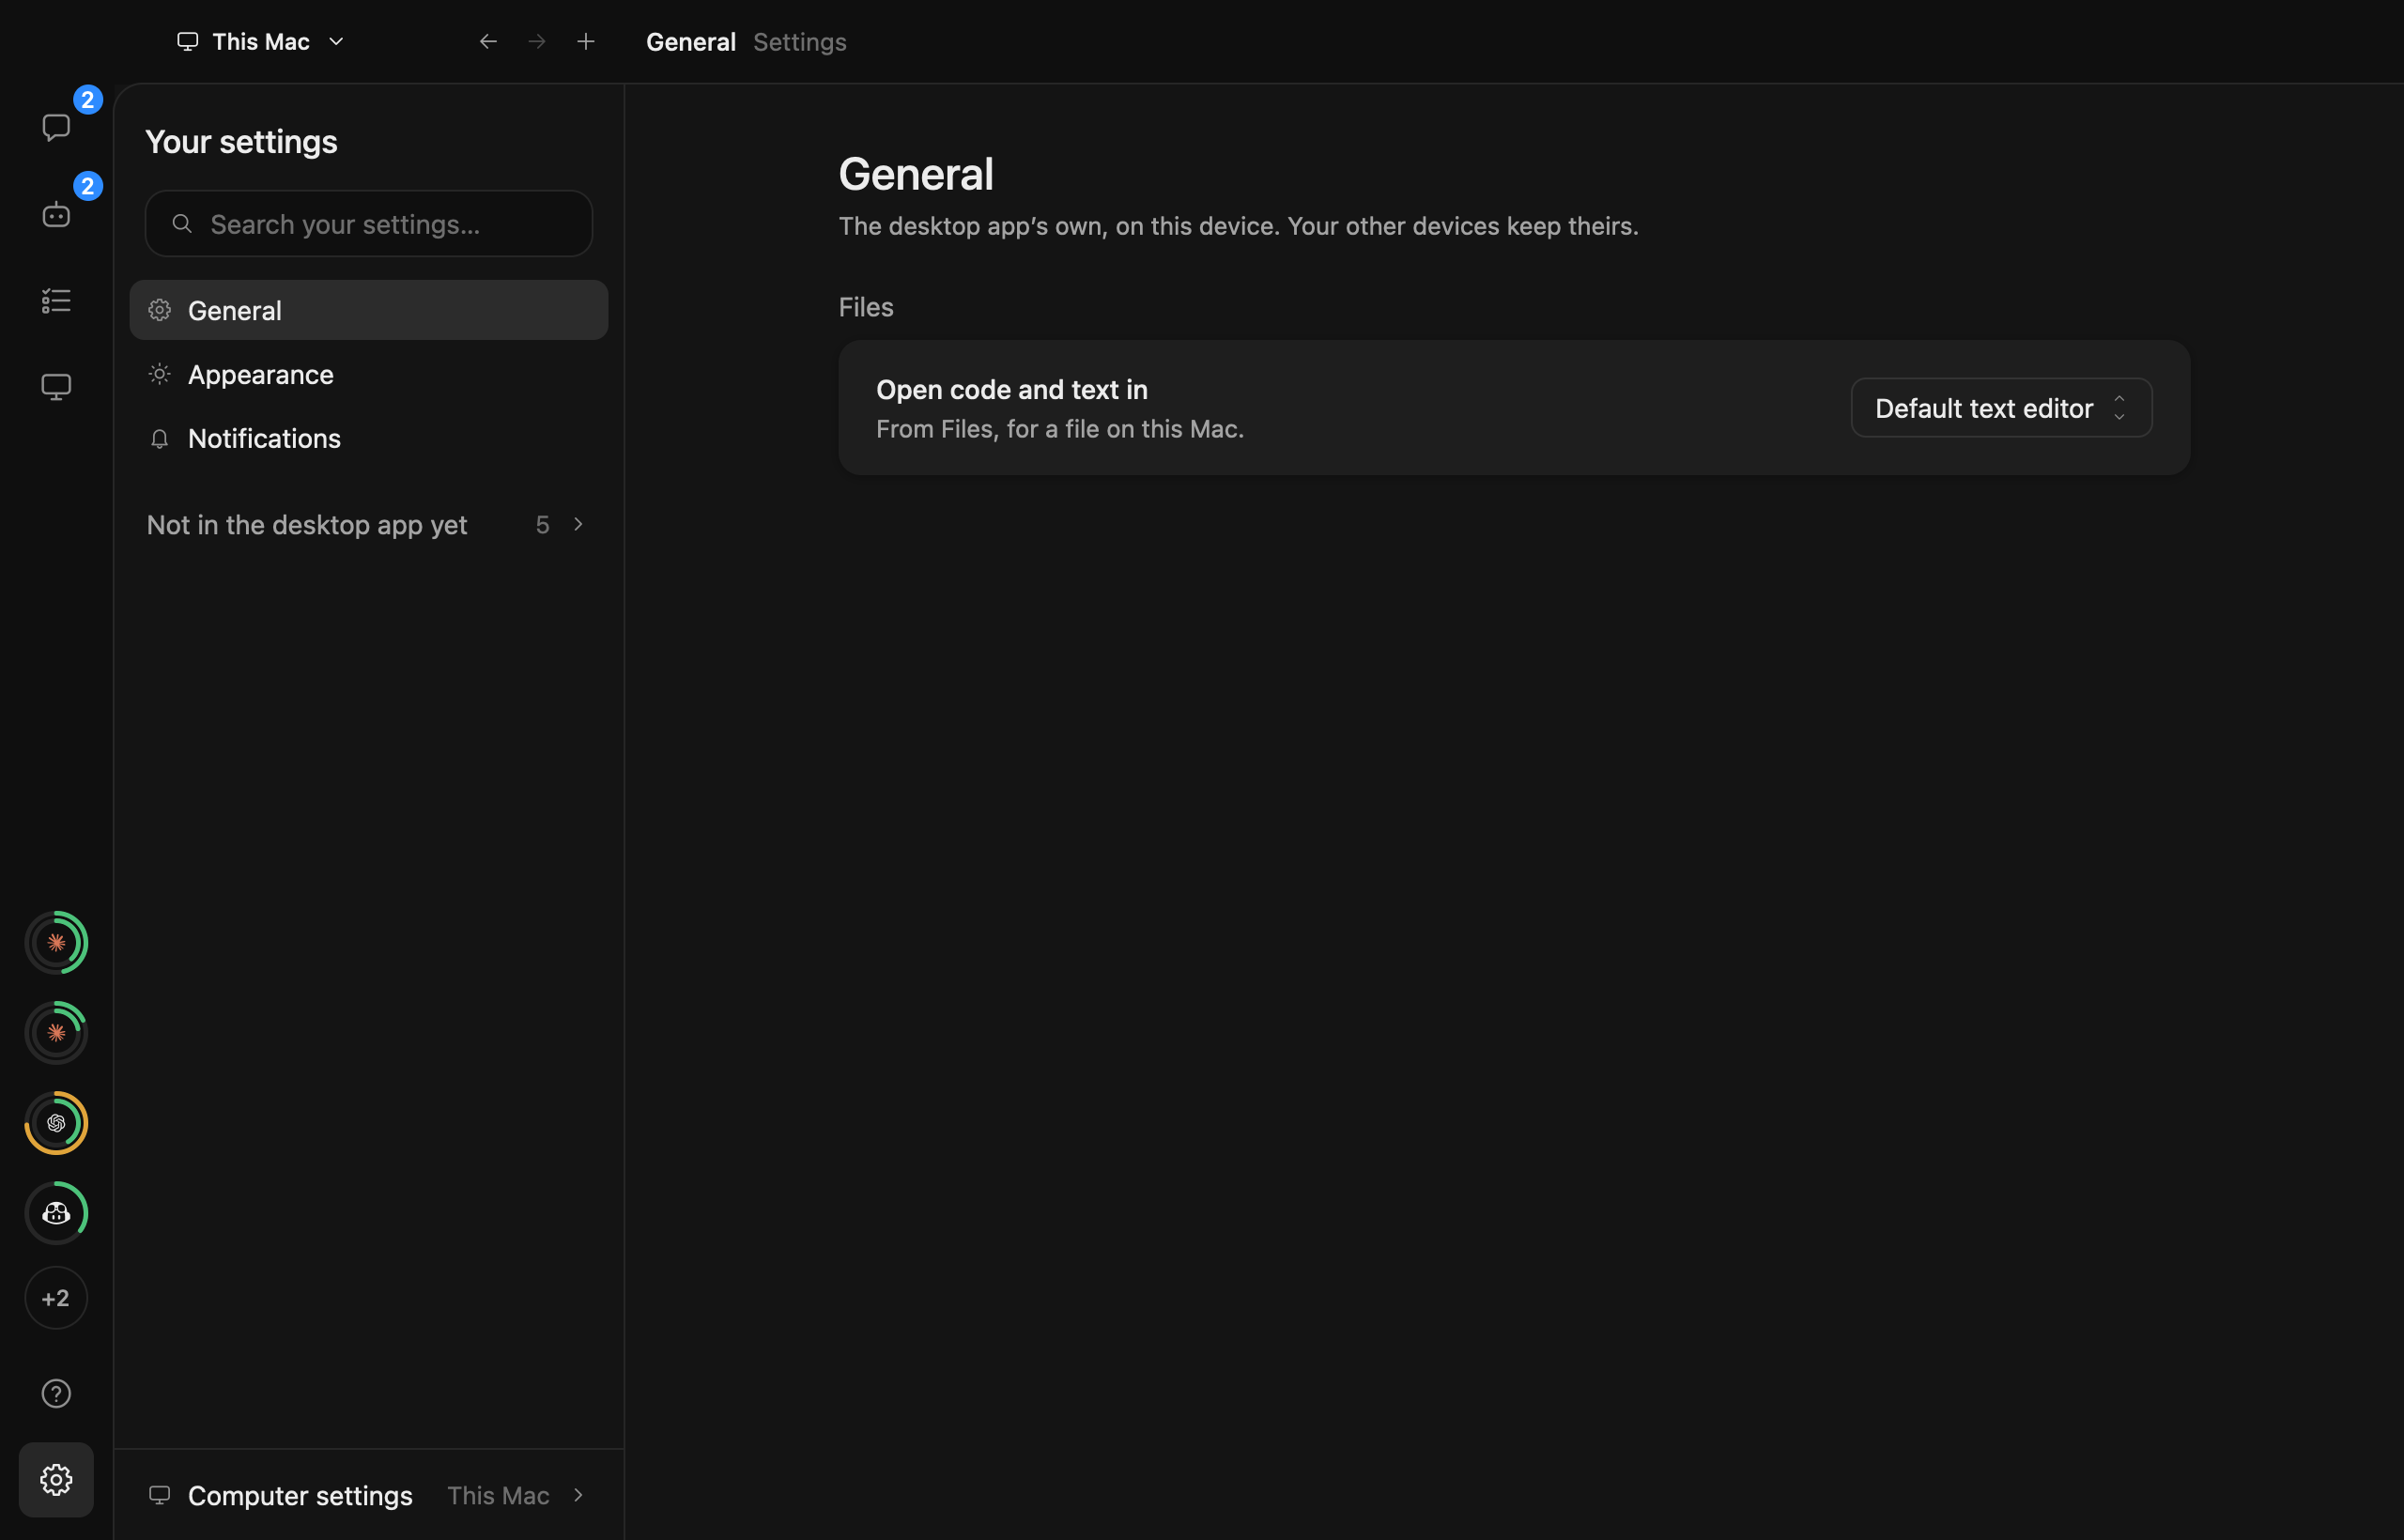 This Mac
General Settings
2
2
Your settings
Search your settings...
General
Appearance
Notifications
Not in the desktop app yet 5
+2
Computer settings This Mac
General
The desktop app’s own, on this device. Your other devices keep theirs.
Files
Open code and text in
From Files, for a file on this Mac.
Default text editor